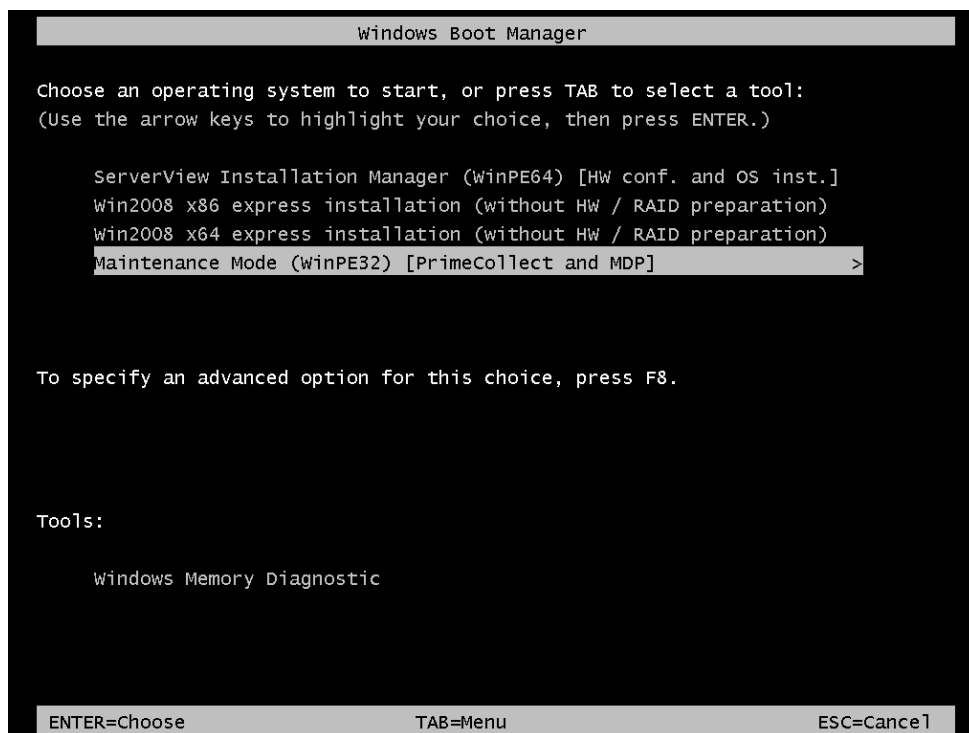 Windows Boot Manager
Choose an operating system to start, or press TAB to select a tool:
(Use the arrow keys to highlight your choice, then press ENTER.)
ServerView Installation Manager (WinPE64) [HW conf. and OS inst.]
Win2008 x86 express installation (without HW / RAID preparation)
Win2008 x64 express installation (without HW / RAID preparation)
Maintenance Mode (WinPE32) [PrimeCollect and MDP] >
To specify an advanced option for this choice, press F8.
Tools:
Windows Memory Diagnostic
ENTER=Choose TAB=Menu ESC=Cancel